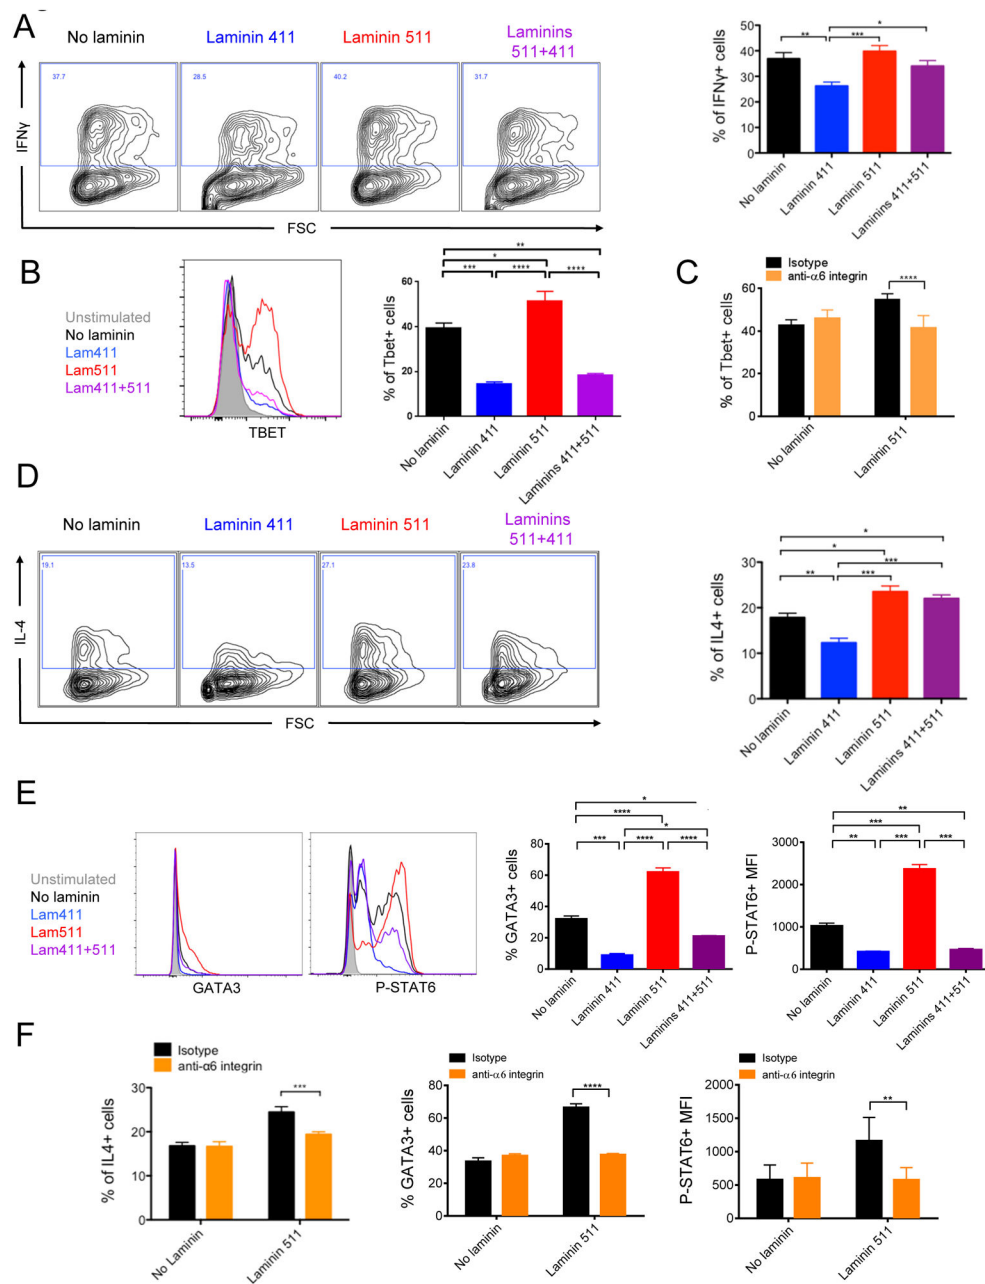 A
No laminin
Laminin 411
Laminin 511
Laminins
511+411
37.7
28.5
40.2
31.7
IFNγ
FSC
% of IFNγ+ cells
50
40
30
20
10
0
**
***
*
No laminin
Laminin 411
Laminin 511
Laminins 411+511
B
Unstimulated
No laminin
Lam411
Lam511
Lam411+511
TBET
% of Tbet+ cells
60
40
20
0
**
*
***
****
****
No laminin
Laminin 411
Laminin 511
Laminins 411+511
C
Isotype
anti-α6 integrin
% of Tbet+ cells
60
40
20
0
****
No laminin
Laminin 511
D
No laminin
Laminin 411
Laminin 511
Laminins
511+411
19.1
13.5
27.1
23.8
IL-4
FSC
% of IL4+ cells
30
20
10
0
*
*
***
**
***
No laminin
Laminin 411
Laminin 511
Laminins 411+511
E
Unstimulated
No laminin
Lam411
Lam511
Lam411+511
GATA3
P-STAT6
% GATA3+ cells
80
60
40
20
0
*
****
*
***
****
****
No laminin
Laminin 411
Laminin 511
Laminins 411+511
P-STAT6+ MFI
3000
2000
1000
0
**
***
**
***
***
No laminin
Laminin 411
Laminin 511
Laminins 411+511
F
Isotype
anti-α6 integrin
% of IL4+ cells
30
20
10
0
***
No Laminin
Laminin 511
Isotype
anti-α6 integrin
% GATA3+ cells
80
60
40
20
0
****
No laminin
Laminin 511
Isotype
anti-α6 integrin
P-STAT6+ MFI
2000
1500
1000
500
0
**
No laminin
Laminin 511